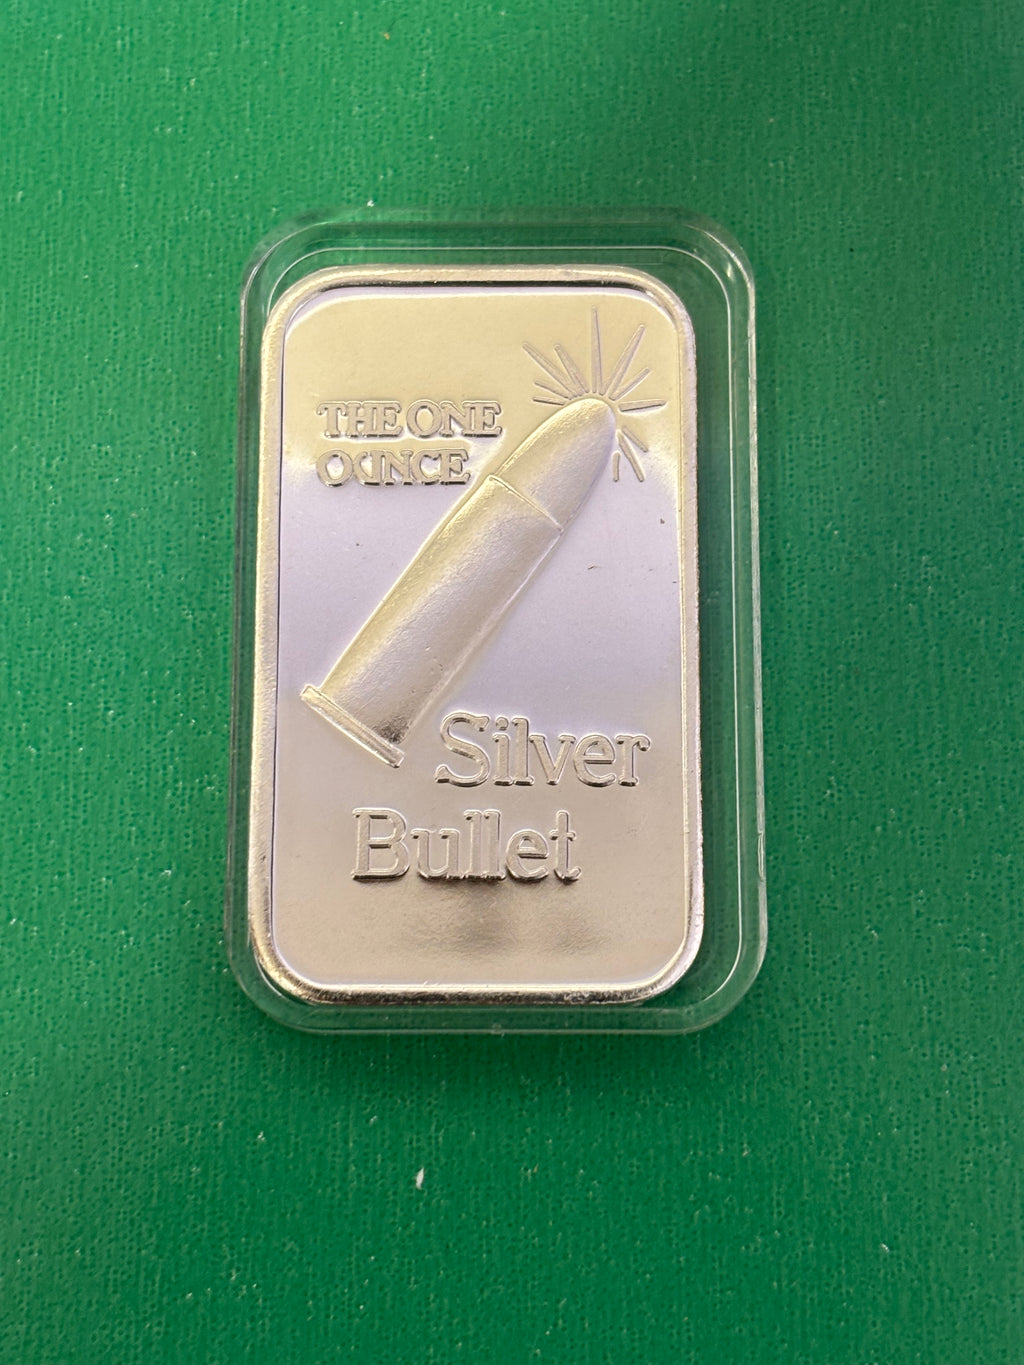 THE ONE
OUNCE
Silver
Bullet